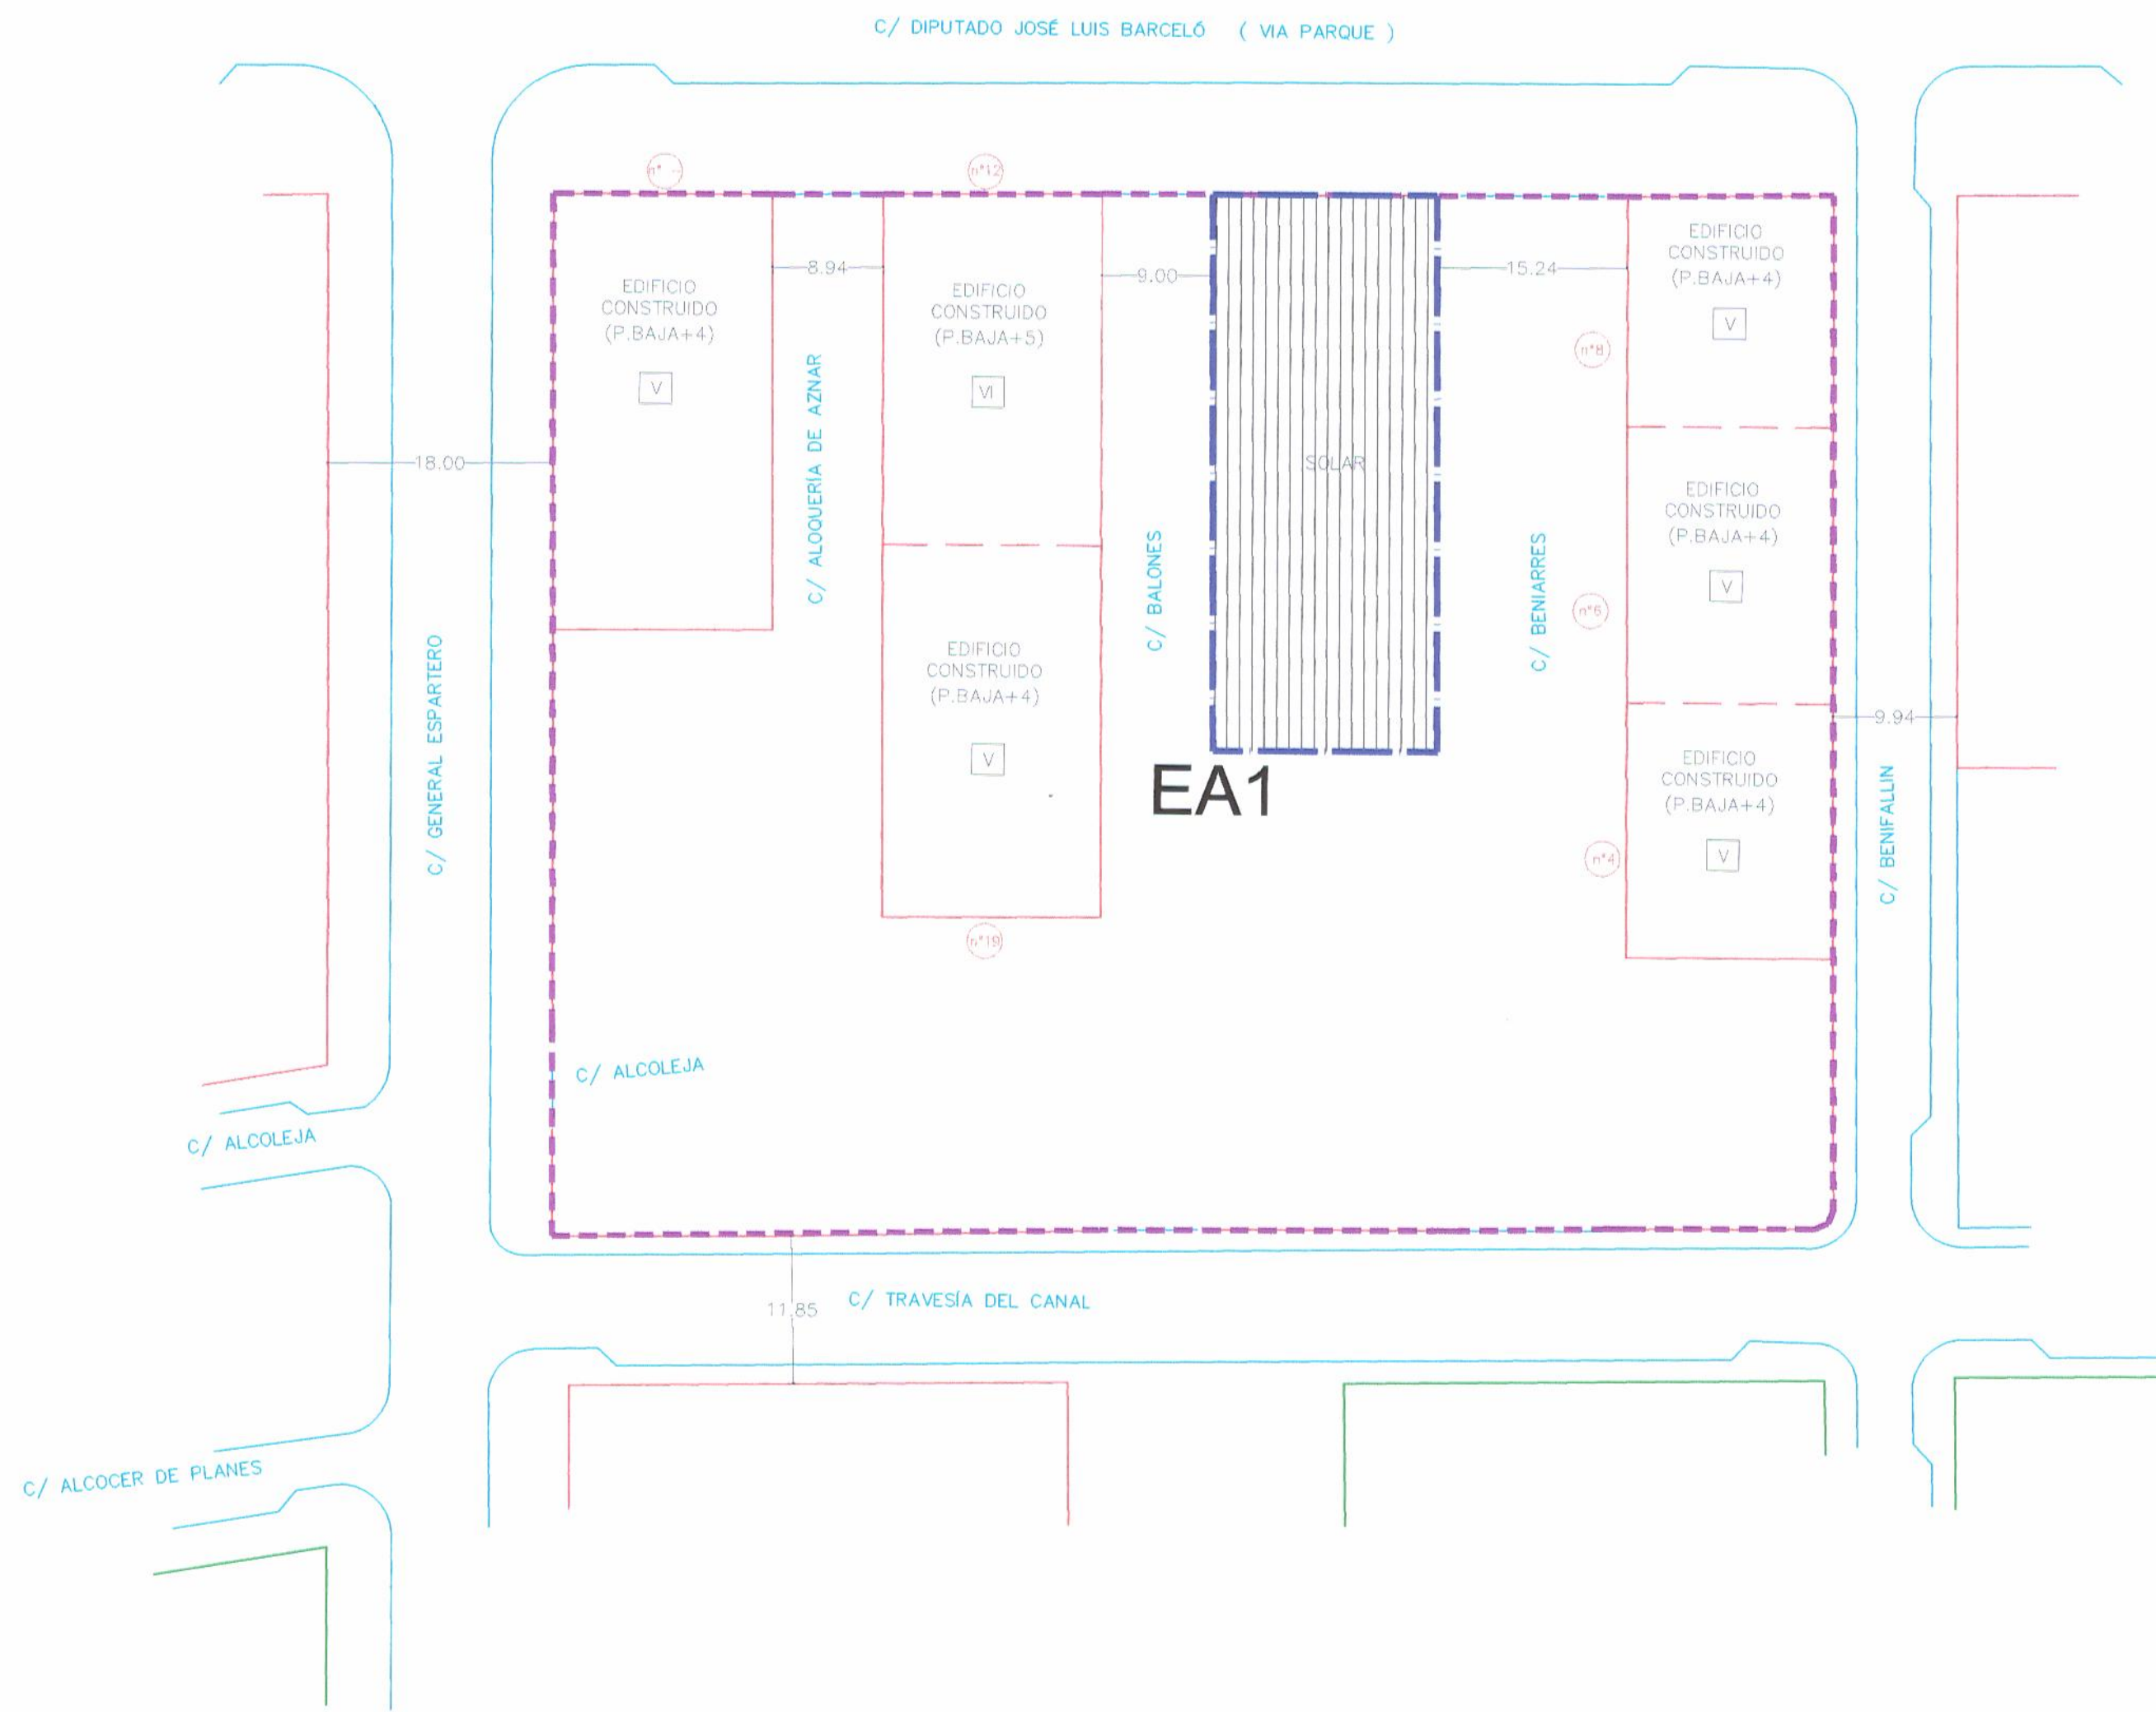 C/ DIPUTADO JOSÉ LUIS BARCELÓ ( VIA PARQUE )
n°
n°12
EDIFICIO
CONSTRUIDO
(P.BAJA+4)
V
8.94
EDIFICIO
CONSTRUIDO
(P.BAJA+5)
VI
9.00
SOLAR
15.24
EDIFICIO
CONSTRUIDO
(P.BAJA+4)
V
n°8
18.00
C/ ALOQUERÍA DE AZNAR
C/ BALONES
C/ BENIARRES
EDIFICIO
CONSTRUIDO
(P.BAJA+4)
V
n°6
C/ GENERAL ESPARTERO
EDIFICIO
CONSTRUIDO
(P.BAJA+4)
V
EA1
9.94
EDIFICIO
CONSTRUIDO
(P.BAJA+4)
V
n°4
C/ BENIFALLIN
n°19
C/ ALCOLEJA
C/ ALCOLEJA
11.85
C/ TRAVESÍA DEL CANAL
C/ ALCOCER DE PLANES